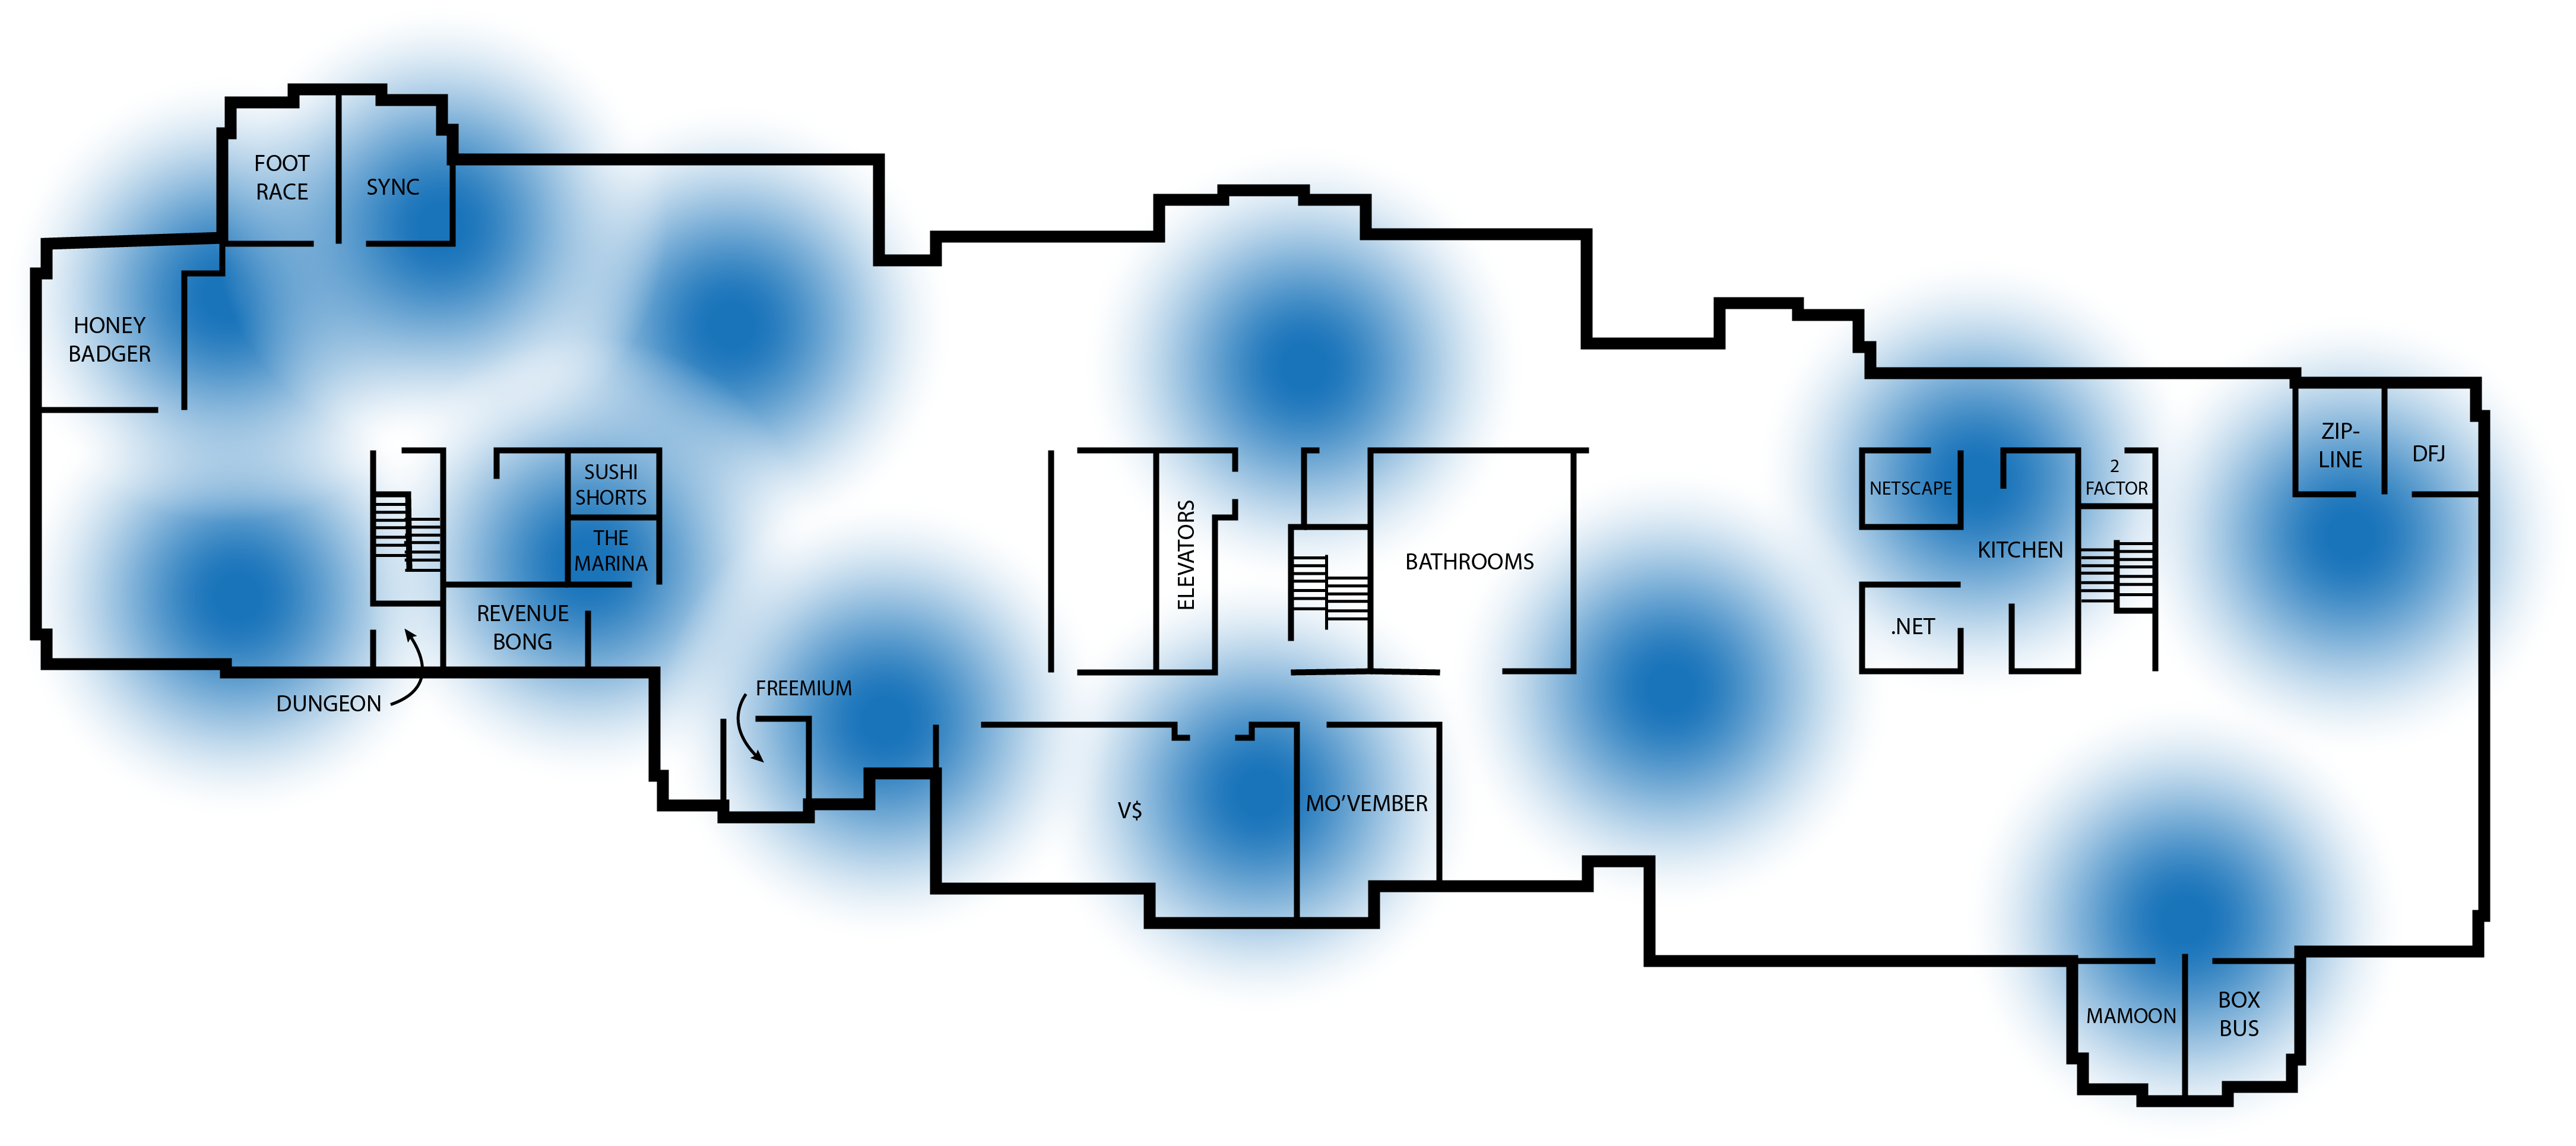 FOOT
RACE
SYNC
HONEY
BADGER
SUSHI
SHORTS
THE
MARINA
REVENUE
BONG
DUNGEON
FREEMIUM
ELEVATORS
BATHROOMS
V$
MO'VEMBER
NETSCAPE
2
FACTOR
KITCHEN
.NET
ZIP-
LINE
DFJ
MAMOON
BOX
BUS